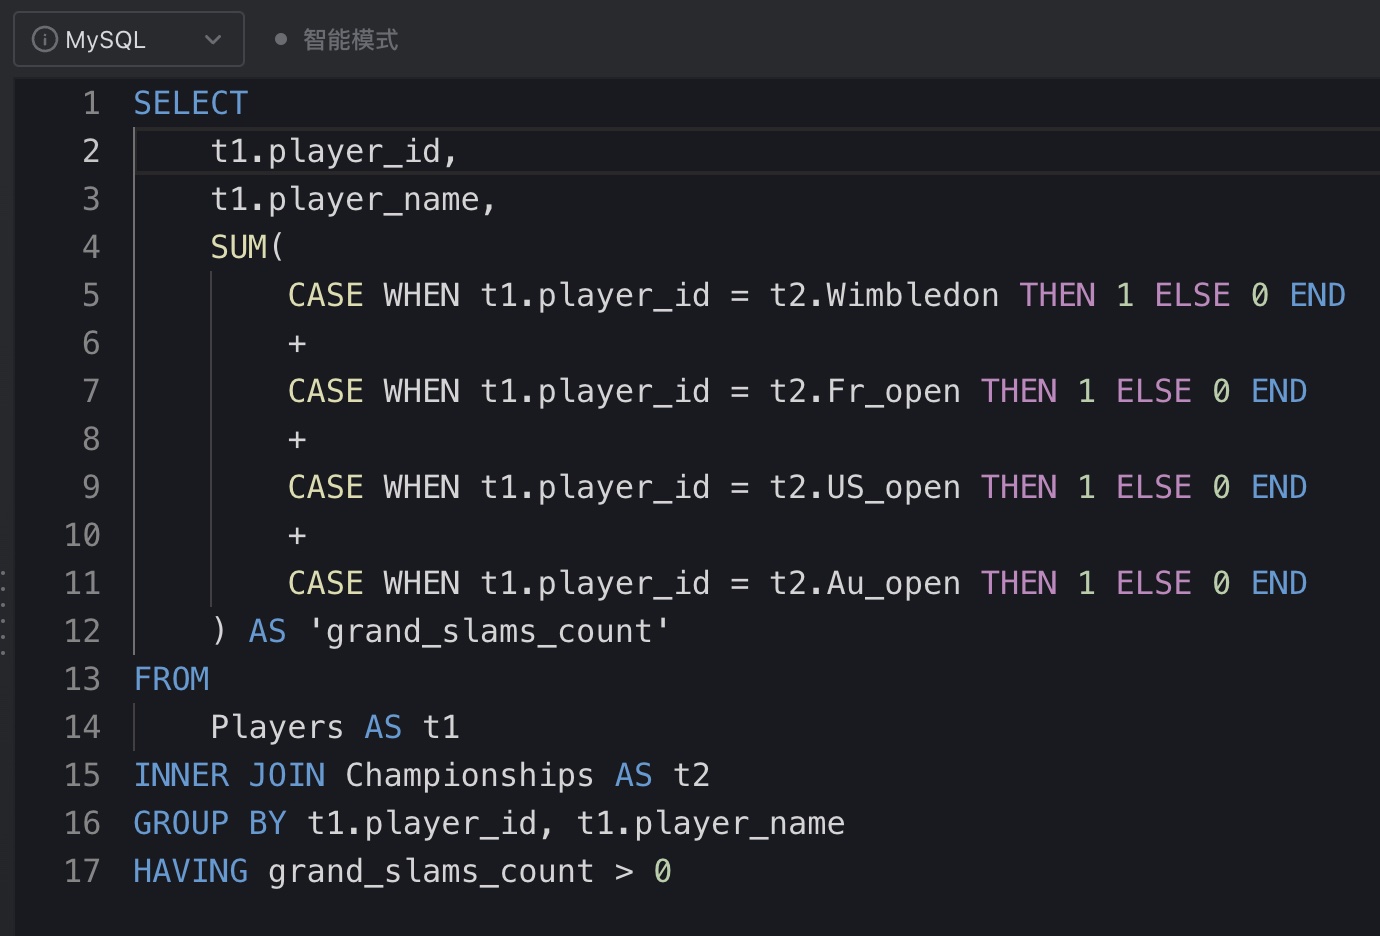 MySQL 智能模式
1 SELECT
2     t1.player_id,
3     t1.player_name,
4     SUM(
5         CASE WHEN t1.player_id = t2.Wimbledon THEN 1 ELSE 0 END
6         +
7         CASE WHEN t1.player_id = t2.Fr_open THEN 1 ELSE 0 END
8         +
9         CASE WHEN t1.player_id = t2.US_open THEN 1 ELSE 0 END
10         +
11         CASE WHEN t1.player_id = t2.Au_open THEN 1 ELSE 0 END
12     ) AS 'grand_slams_count'
13 FROM
14     Players AS t1
15 INNER JOIN Championships AS t2
16 GROUP BY t1.player_id, t1.player_name
17 HAVING grand_slams_count > 0